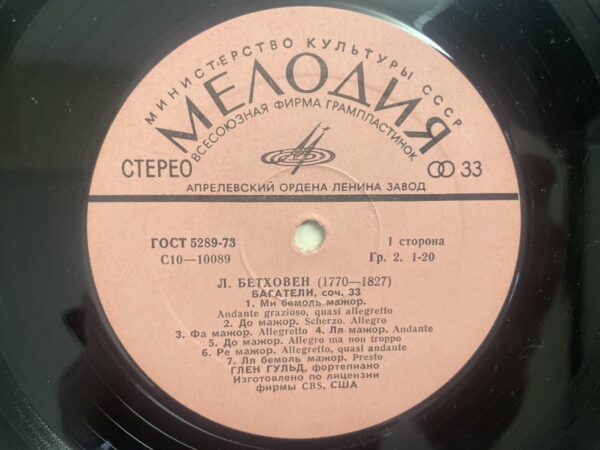 МИНИСТЕРСТВО КУЛЬТУРЫ СССР
МЕЛОДИЯ
ВСЕСОЮЗНАЯ ФИРМА ГРАМПЛАСТИНОК
СТЕРЕО
33
АПРЕЛЕВСКИЙ ОРДЕНА ЛЕНИНА ЗАВОД
ГОСТ 5289-73
1 сторона
С10—10089
Гр. 2. 1-20
Л. БЕТХОВЕН (1770—1827)
БАГАТЕЛИ, соч. 33
1. Ми бемоль мажор.
Andante grazioso, quasi allegretto
2. До мажор. Scherzo. Allegro
3. Фа мажор. Allegretto 4. Ля мажор. Andante
5. До мажор. Allegro ma non troppo
6. Ре мажор. Allegretto, quasi andante
7. Ля бемоль мажор. Presto
ГЛЕН ГУЛЬД, фортепиано
Изготовлено по лицензии
фирмы CBS, США